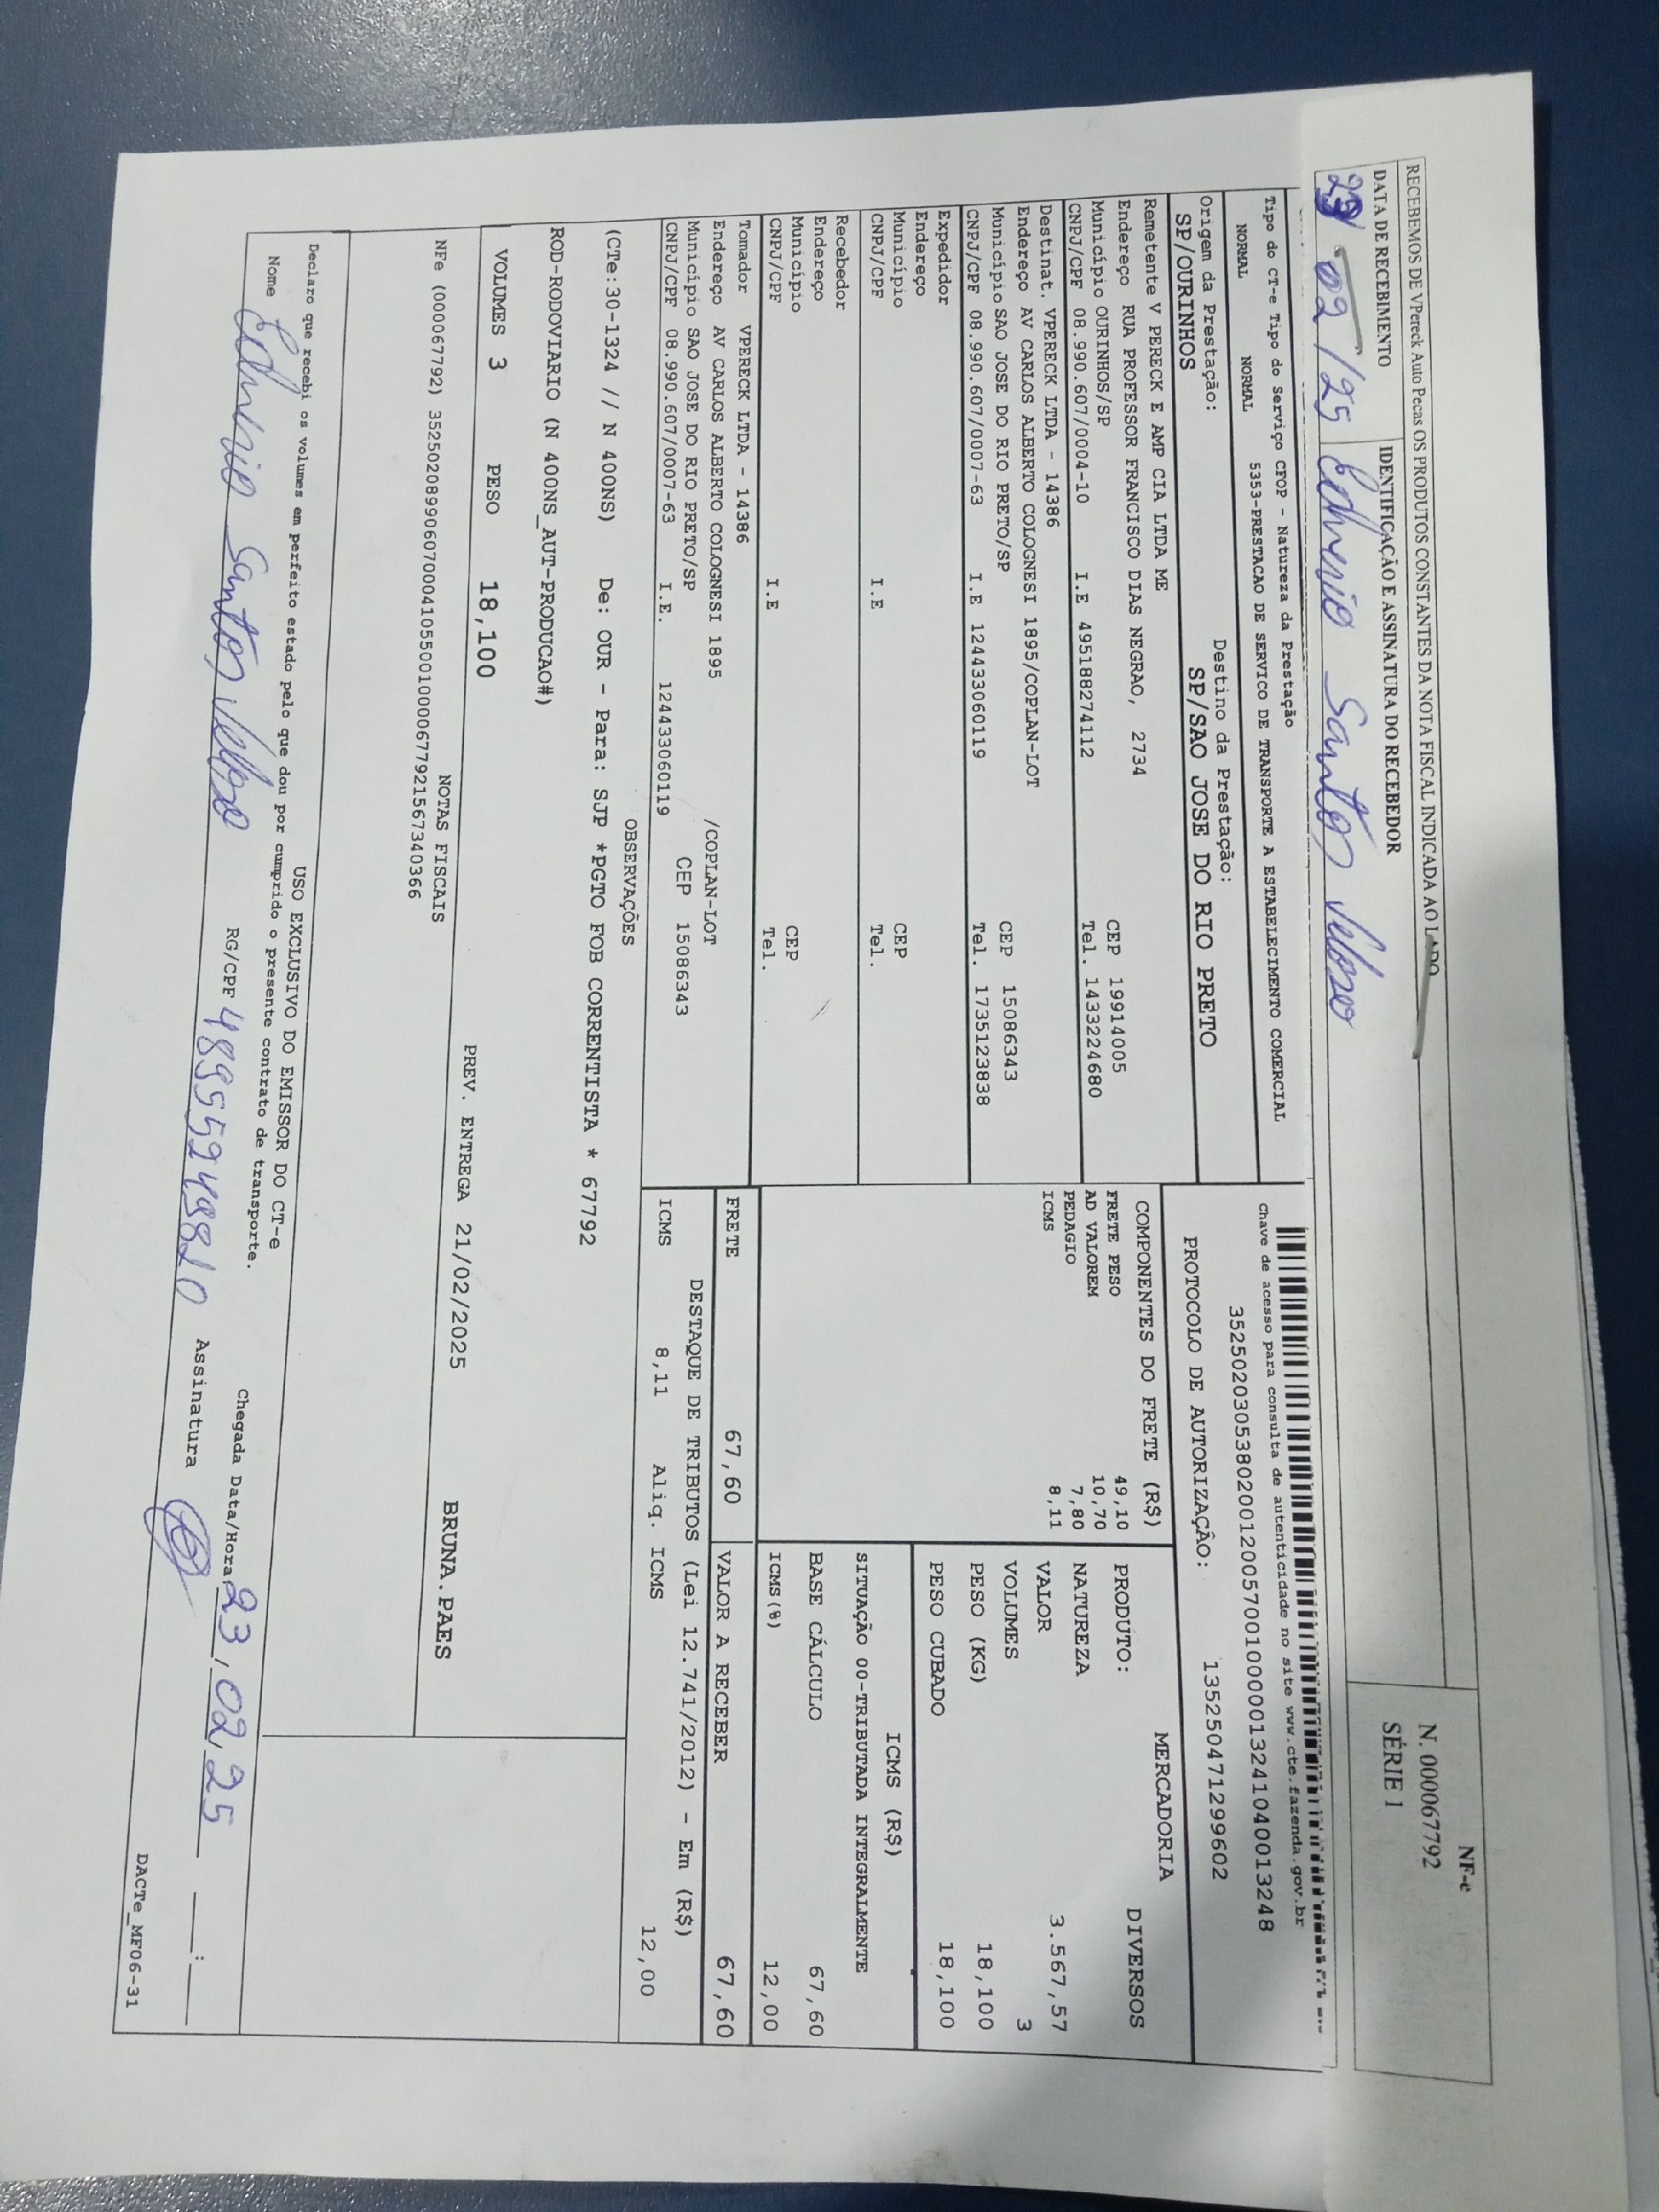 RECEBEMOS DE VPereck Auto Pecas OS PRODUTOS CONSTANTES DA NOTA FISCAL INDICADA AO LADO
NF-e
N. 000067792
SÉRIE 1
DATA DE RECEBIMENTO
IDENTIFICAÇÃO E ASSINATURA DO RECEBEDOR
02/25 Santos Veloso
Tipo do CT-e Tipo do Serviço CFOP - Natureza da Prestação
NORMAL NORMAL 5353-PRESTACAO DE SERVICO DE TRANSPORTE A ESTABELECIMENTO COMERCIAL
Origem da Prestação: Destino da Prestação:
SP/OURINHOS SP/SAO JOSE DO RIO PRETO
Chave de acesso para consulta de autenticidade no site www.cte.fazenda.gov.br
PROTOCOLO DE AUTORIZAÇÃO: 135250471299602
Remetente V PERECK E AMP CIA LTDA ME
Endereço RUA PROFESSOR FRANCISCO DIAS NEGRAO, 2734
Município OURINHOS/SP CEP 19914005
CNPJ/CPF 08.990.607/0004-10 I.E 495188274112 Tel. 1433224680
Destinat. VPERECK LTDA - 14386
Endereço AV CARLOS ALBERTO COLOGNESI 1895/COPLAN-LOT
Município SAO JOSE DO RIO PRETO/SP CEP 15086343
CNPJ/CPF 08.990.607/0007-63 I.E 124433060119 Tel. 1735123838
Expedidor
Endereço
Município CEP
CNPJ/CPF I.E Tel.
Recebedor
Endereço
Município CEP
CNPJ/CPF I.E Tel.
Tomador VPERECK LTDA - 14386
Endereço AV CARLOS ALBERTO COLOGNESI 1895 /COPLAN-LOT
Município SAO JOSE DO RIO PRETO/SP CEP 15086343
CNPJ/CPF 08.990.607/0007-63 I.E. 124433060119
COMPONENTES DO FRETE (R$)
FRETE PESO 49,10
AD VALOREM 10,70
PEDAGIO 7,80
ICMS 8,11
MERCADORIA
PRODUTO: DIVERSOS
NATUREZA
VALOR 3.567,57
VOLUMES 3
PESO (KG) 18,100
PESO CUBADO 18,100
ICMS (R$)
SITUAÇÃO 00-TRIBUTADA INTEGRALMENTE
BASE CÁLCULO 67,60
ICMS(%) 12,00
FRETE 67,60 VALOR A RECEBER 67,60
DESTAQUE DE TRIBUTOS (Lei 12.741/2012) - Em (R$)
ICMS 8,11 Aliq. ICMS 12,00
OBSERVAÇÕES
(CTe:30-1324 // N 400NS) De: OUR - Para: SJP *PGTO FOB CORRENTISTA * 67792
ROD-RODOVIARIO (N 400NS_AUT-PRODUCAO#)
VOLUMES 3 PESO 18,100 PREV. ENTREGA 21/02/2025 BRUNA.PAES
NOTAS FISCAIS
NFe (000067792) 35250208990607000410550010000677921567340366
USO EXCLUSIVO DO EMISSOR DO CT-e
Declaro que recebi os volumes em perfeito estado pelo que dou por cumprido o presente contrato de transporte.
Chegada Data/Hora 23,02,25 __:__
Nome Santos Veloso RG/CPF Assinatura
DACTe_MF06-31